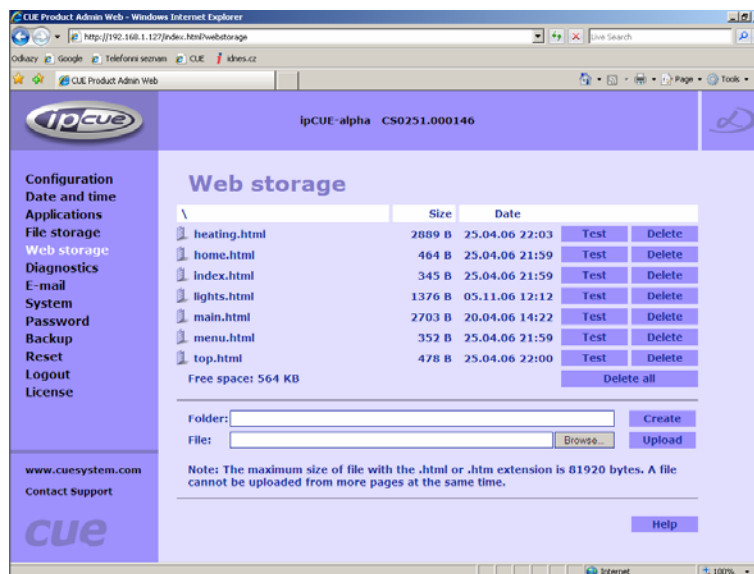 CUE Product Admin Web - Windows Internet Explorer
http://192.168.1.127/index.html?webstorage
Live Search
Odkazy Google Telefonni seznam CUE idnes.cz
CUE Product Admin Web
Page Tools
ipcue
ipCUE-alpha CS0251.000146
Configuration
Date and time
Applications
File storage
Web storage
Diagnostics
E-mail
System
Password
Backup
Reset
Logout
License
www.cuesystem.com
Contact Support
cue
Web storage
\ Size Date
heating.html 2889 B 25.04.06 22:03 Test Delete
home.html 464 B 25.04.06 21:59 Test Delete
index.html 345 B 25.04.06 21:59 Test Delete
lights.html 1376 B 05.11.06 12:12 Test Delete
main.html 2703 B 20.04.06 14:22 Test Delete
menu.html 352 B 25.04.06 21:59 Test Delete
top.html 478 B 25.04.06 22:00 Test Delete
Free space: 564 KB Delete all
Folder: Create
File: Browse... Upload
Note: The maximum size of file with the .html or .htm extension is 81920 bytes. A file
cannot be uploaded from more pages at the same time.
Help
Internet 100%